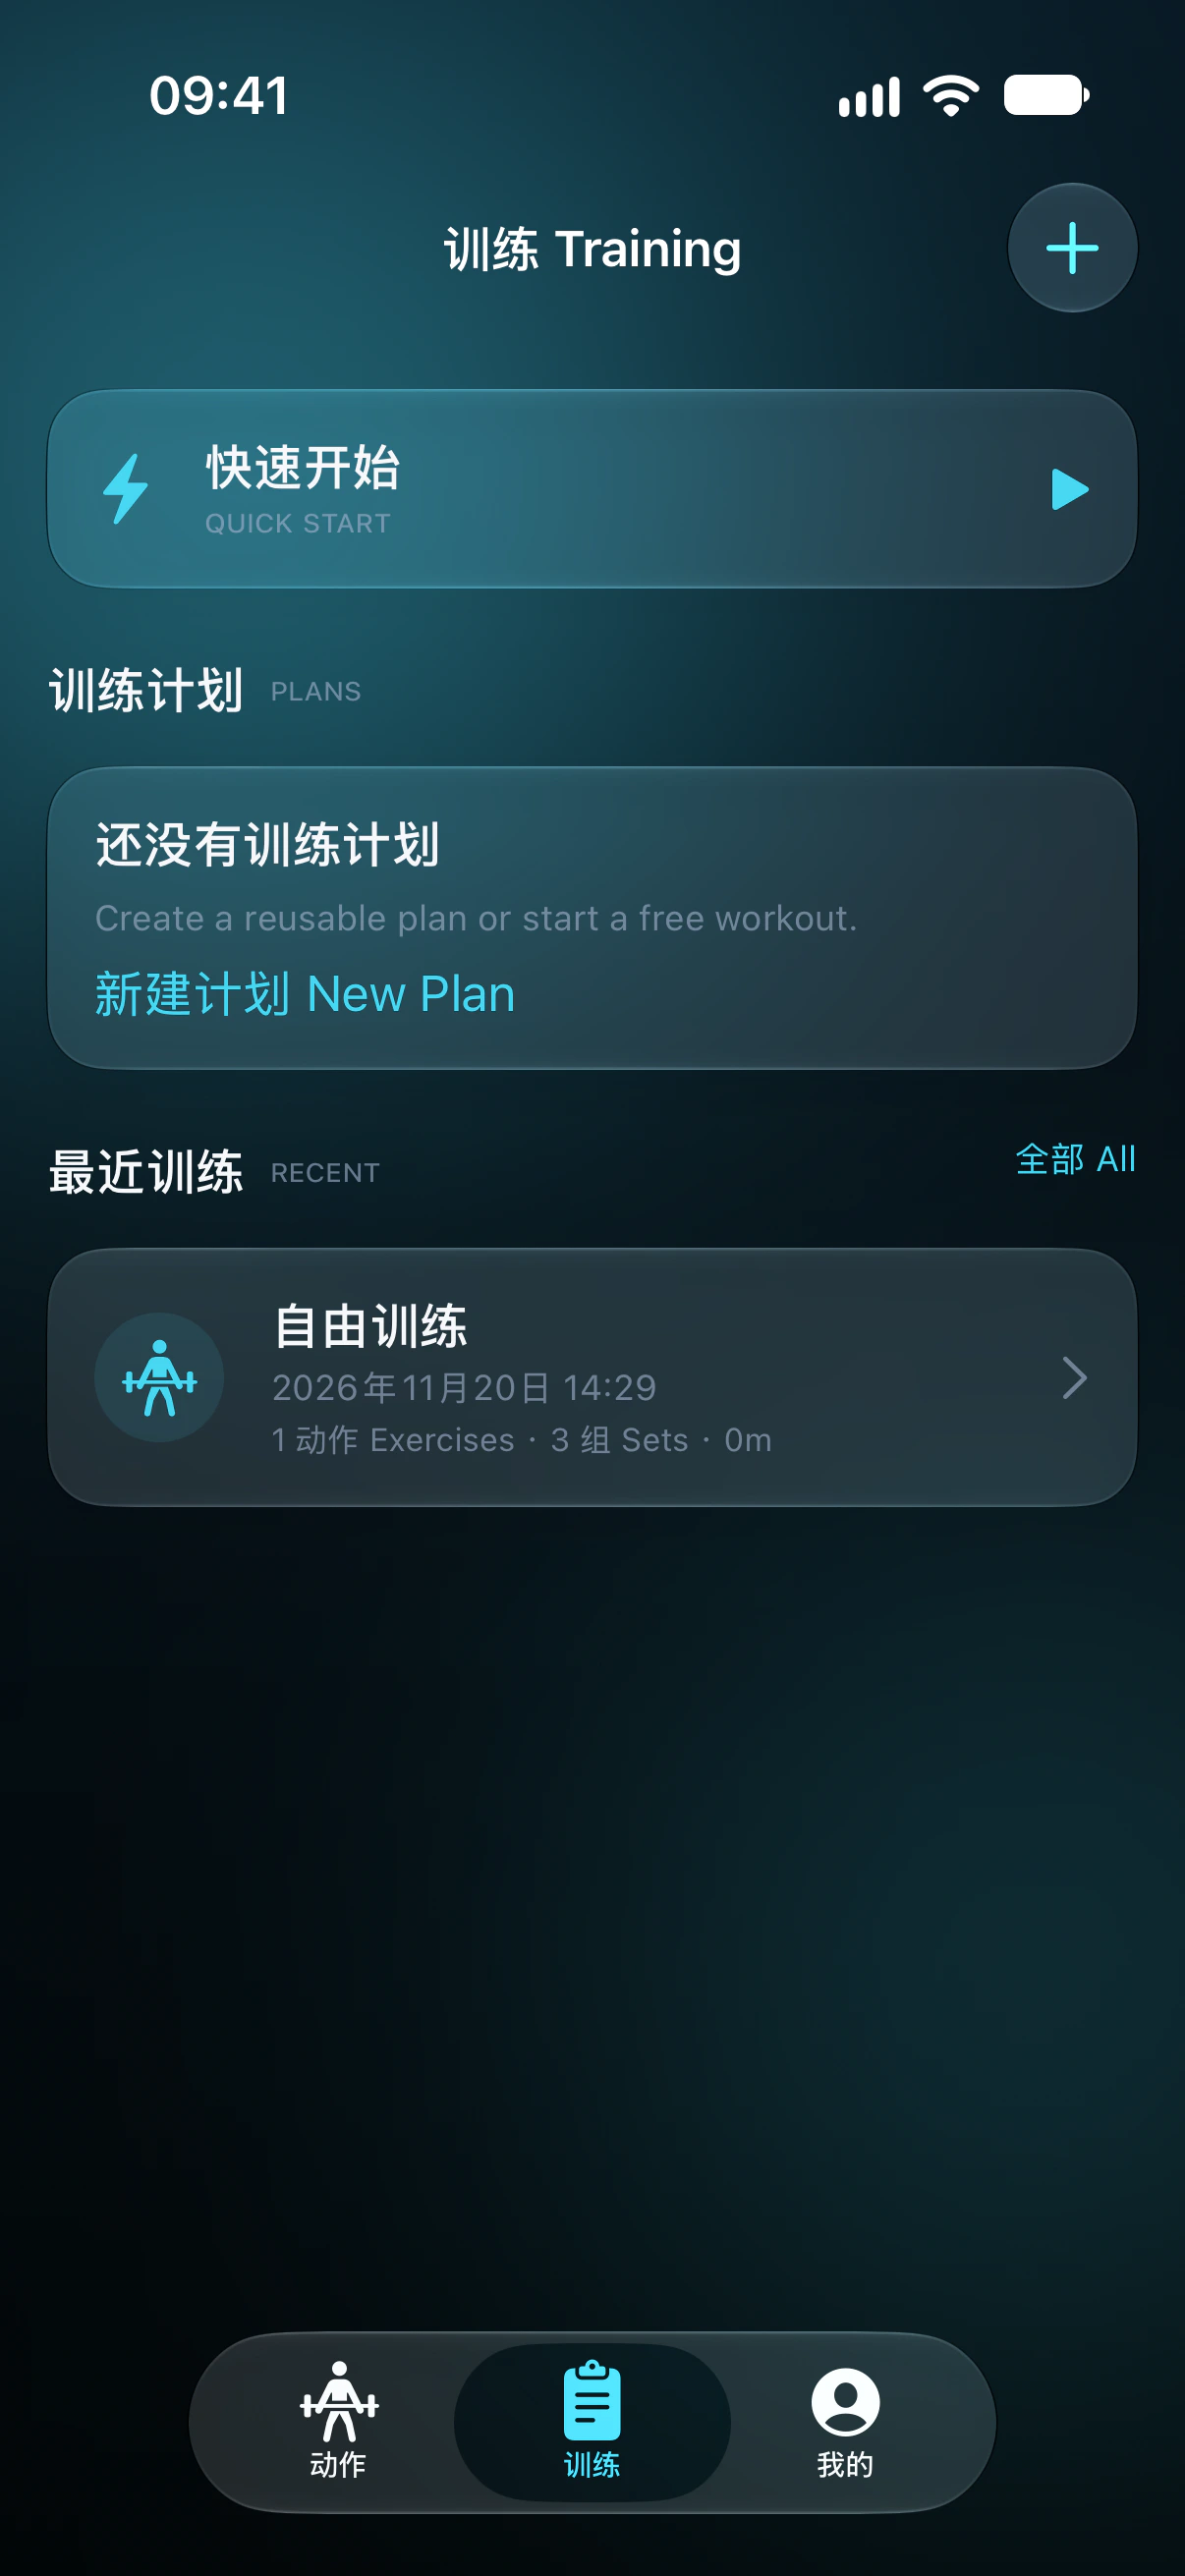 09:41
训练 Training
快速开始
QUICK START
训练计划 PLANS
还没有训练计划
Create a reusable plan or start a free workout.
新建计划 New Plan
最近训练 RECENT
全部 All
自由训练
2026年11月20日 14:29
1 动作 Exercises · 3 组 Sets · 0m
动作
训练
我的